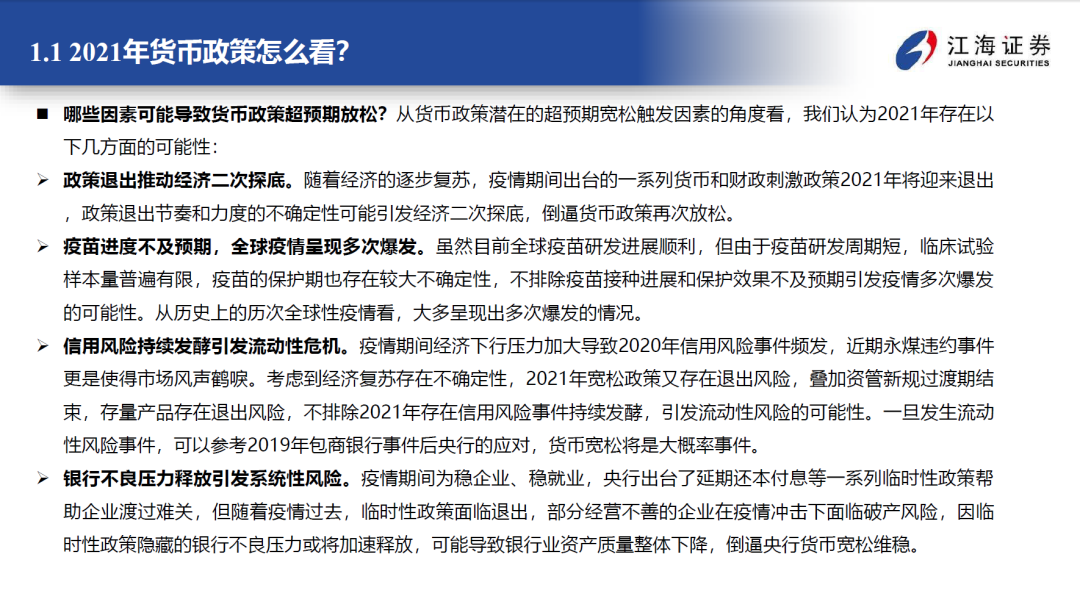 1.1 2021年货币政策怎么看？
江海证券
JIANGHAI SECURITIES
■ 哪些因素可能导致货币政策超预期放松？从货币政策潜在的超预期宽松触发因素的角度看，我们认为2021年存在以
下几方面的可能性：
➢ 政策退出推动经济二次探底。随着经济的逐步复苏，疫情期间出台的一系列货币和财政刺激政策2021年将迎来退出
，政策退出节奏和力度的不确定性可能引发经济二次探底，倒逼货币政策再次放松。
➢ 疫苗进度不及预期，全球疫情呈现多次爆发。虽然目前全球疫苗研发进展顺利，但由于疫苗研发周期短，临床试验
样本量普遍有限，疫苗的保护期也存在较大不确定性，不排除疫苗接种进展和保护效果不及预期引发疫情多次爆发
的可能性。从历史上的历次全球性疫情看，大多呈现出多次爆发的情况。
➢ 信用风险持续发酵引发流动性危机。疫情期间经济下行压力加大导致2020年信用风险事件频发，近期永煤违约事件
更是使得市场风声鹤唳。考虑到经济复苏存在不确定性，2021年宽松政策又存在退出风险，叠加资管新规过渡期结
束，存量产品存在退出风险，不排除2021年存在信用风险事件持续发酵，引发流动性风险的可能性。一旦发生流动
性风险事件，可以参考2019年包商银行事件后央行的应对，货币宽松将是大概率事件。
➢ 银行不良压力释放引发系统性风险。疫情期间为稳企业、稳就业，央行出台了延期还本付息等一系列临时性政策帮
助企业渡过难关，但随着疫情过去，临时性政策面临退出，部分经营不善的企业在疫情冲击下面临破产风险，因临
时性政策隐藏的银行不良压力或将加速释放，可能导致银行业资产质量整体下降，倒逼央行货币宽松维稳。